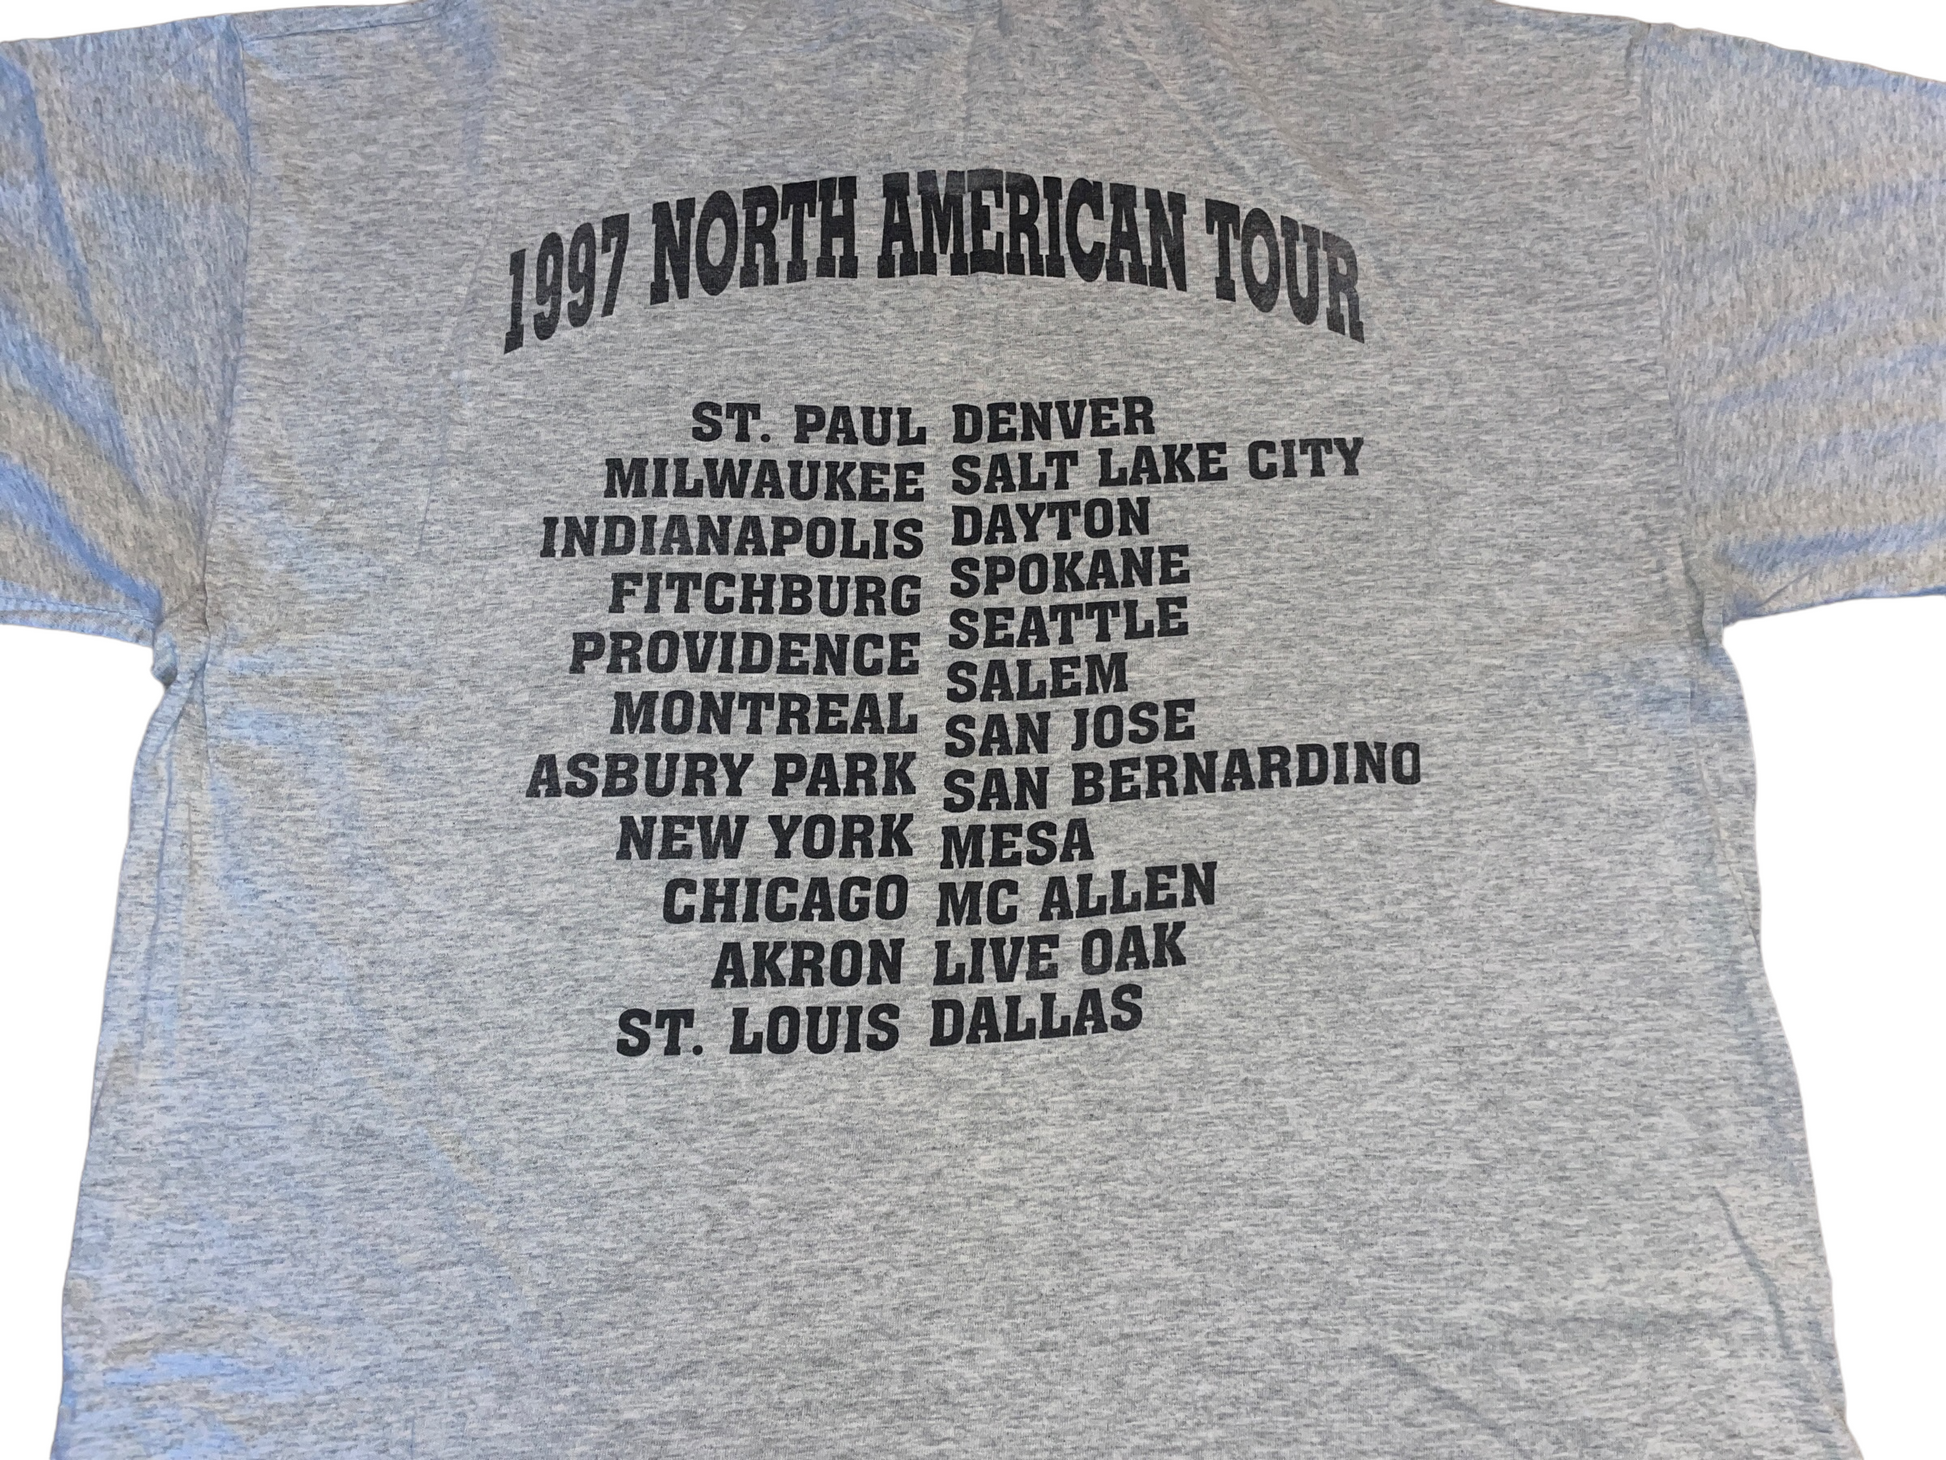 1997 NORTH AMERICAN TOUR
ST. PAUL
MILWAUKEE
INDIANAPOLIS
FITCHBURG
PROVIDENCE
MONTREAL
ASBURY PARK
NEW YORK
CHICAGO
AKRON
ST. LOUIS
DENVER
SALT LAKE CITY
DAYTON
SPOKANE
SEATTLE
SALEM
SAN JOSE
SAN BERNARDINO
MESA
MC ALLEN
LIVE OAK
DALLAS